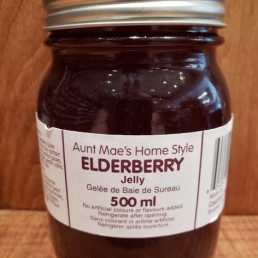 Aunt Mae's Home Style
ELDERBERRY
Jelly
Gelée de Baie de Sureau
500 ml
No artificial colours or flavours added.
Refrigerate after opening.
Sans colorant ni arôme artificiel.
Réfrigérer après ouverture.